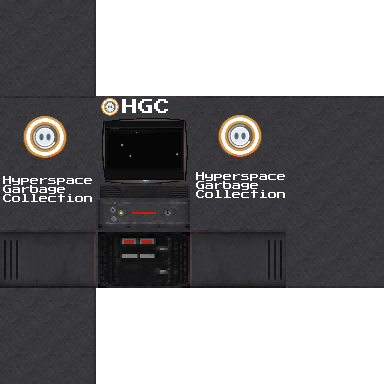 HGC
Hyperspace
Garbage
Collection
Hyperspace
Garbage
Collection